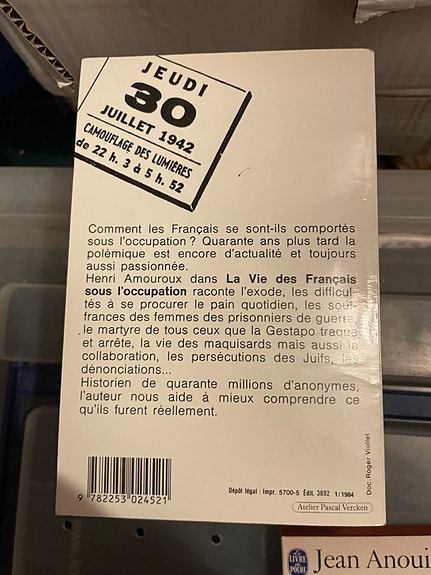 JEUDI
30
JUILLET 1942
CAMOUFLAGE DES LUMIÈRES
de 22 h. 3 à 5 h. 52
Comment les Français se sont-ils comportés
sous l'occupation ? Quarante ans plus tard la
polémique est encore d'actualité et toujours
aussi passionnée.
Henri Amouroux dans La Vie des Français
sous l'occupation raconte l'exode, les difficul-
tés à se procurer le pain quotidien, les souf-
frances des femmes des prisonniers de guerre,
le martyre de tous ceux que la Gestapo traque
et arrête, la vie des maquisards mais aussi la
collaboration, les persécutions des Juifs, les
dénonciations...
Historien de quarante millions d'anonymes,
l'auteur nous aide à mieux comprendre ce
qu'ils furent réellement.
9 782253 024521
Dépôt légal : Impr. 5700-5 Édit. 3892 1/1984
Atelier Pascal Vercken
Doc. Roger Viollet
LE LIVRE
DE
POCHE
Jean Anoui